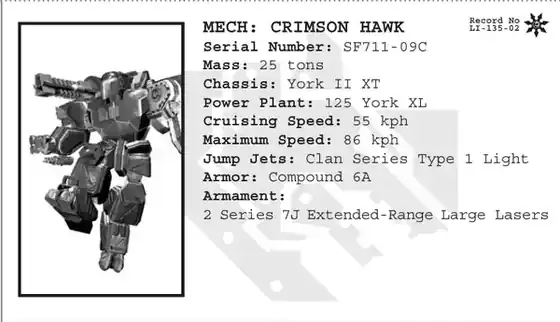 MECH: CRIMSON HAWK
Record No
LI-135-02
Serial Number: SF711-09C
Mass: 25 tons
Chassis: York II XT
Power Plant: 125 York XL
Cruising Speed: 55 kph
Maximum Speed: 86 kph
Jump Jets: Clan Series Type 1 Light
Armor: Compound 6A
Armament:
2 Series 7J Extended-Range Large Lasers